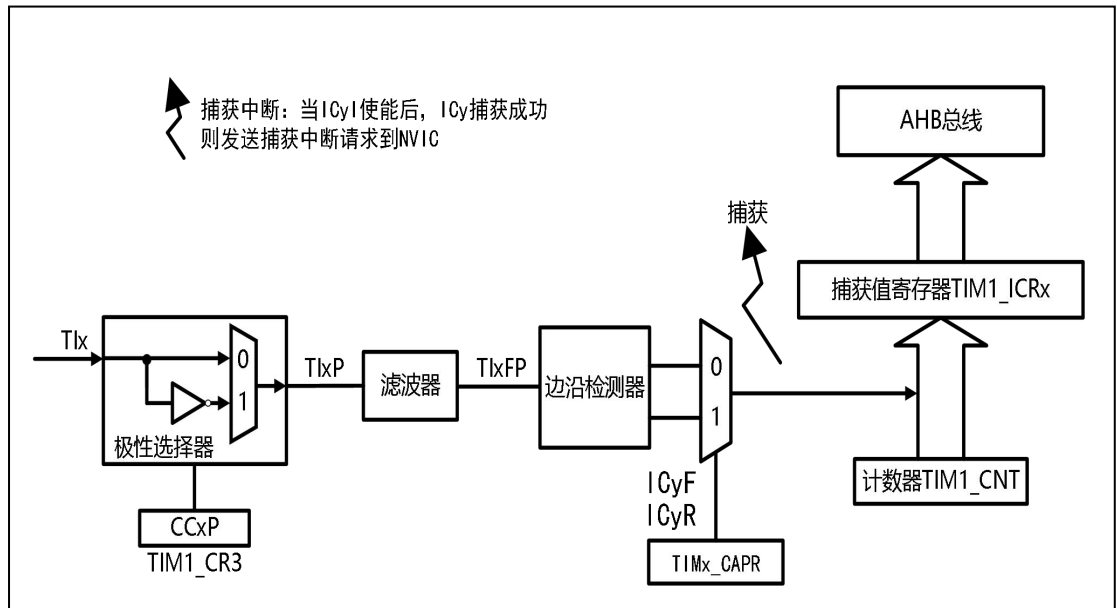 捕获中断：当ICyI使能后，ICy捕获成功
则发送捕获中断请求到NVIC
AHB总线
捕获
捕获值寄存器TIM1_ICRx
TIx
0
1
极性选择器
TIxP
滤波器
TIxFP
边沿检测器
0
1
计数器TIM1_CNT
ICyF
ICyR
CCxP
TIM1_CR3
TIMx_CAPR